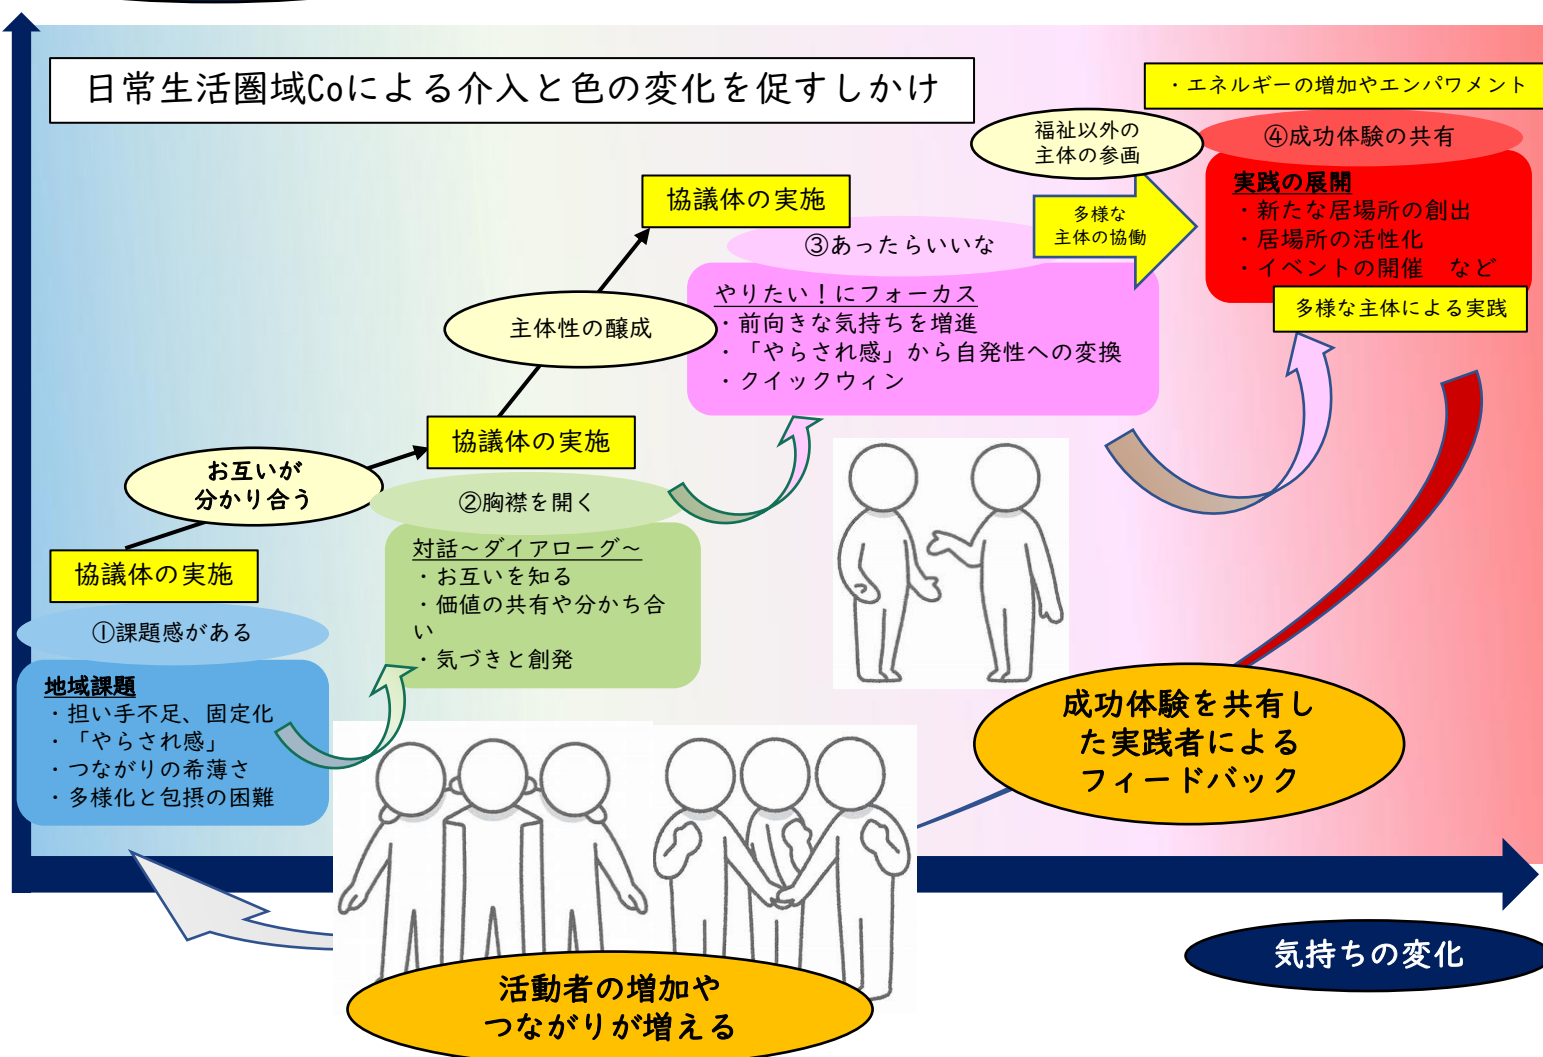 日常生活圏域Coによる介入と色の変化を促すしかけ
・エネルギーの増加やエンパワメント
福祉以外の
主体の参画
④成功体験の共有
実践の展開
・新たな居場所の創出
・居場所の活性化
・イベントの開催　など
多様な主体による実践
多様な
主体の協働
協議体の実施
③あったらいいな
やりたい！にフォーカス
・前向きな気持ちを増進
・「やらされ感」から自発性への変換
・クイックウィン
主体性の醸成
協議体の実施
②胸襟を開く
対話～ダイアローグ～
・お互いを知る
・価値の共有や分かち合
い
・気づきと創発
お互いが
分かり合う
協議体の実施
①課題感がある
地域課題
・担い手不足、固定化
・「やらされ感」
・つながりの希薄さ
・多様化と包摂の困難
成功体験を共有し
た実践者による
フィードバック
気持ちの変化
活動者の増加や
つながりが増える